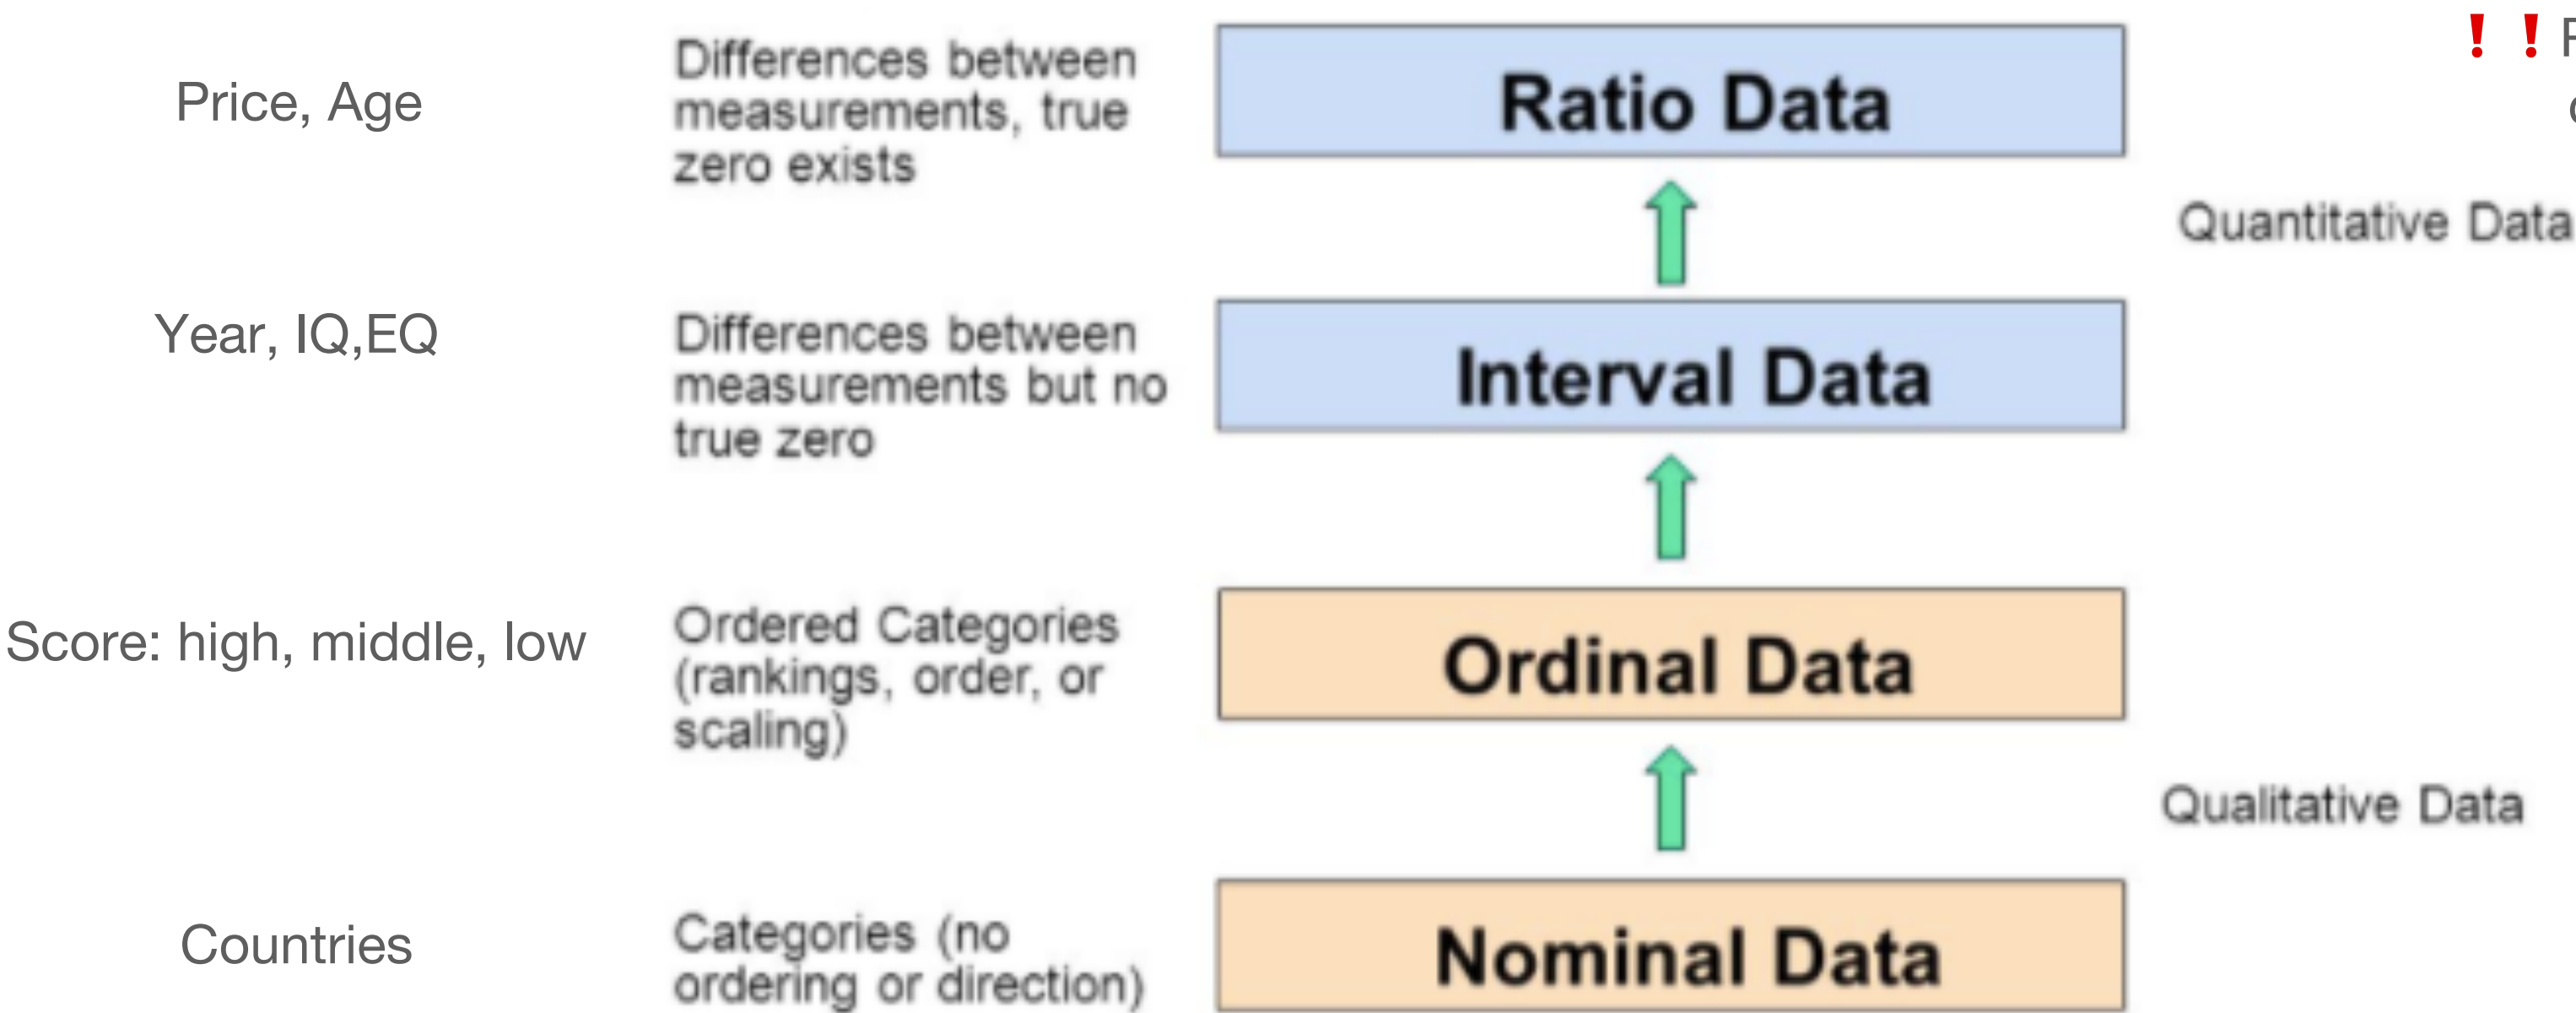 Price, Age
Differences between
measurements, true
zero exists
Ratio Data
❗❗
Quantitative Data
Year, IQ,EQ
Differences between
measurements but no
true zero
Interval Data
Score: high, middle, low
Ordered Categories
(rankings, order, or
scaling)
Ordinal Data
Qualitative Data
Countries
Categories (no
ordering or direction)
Nominal Data